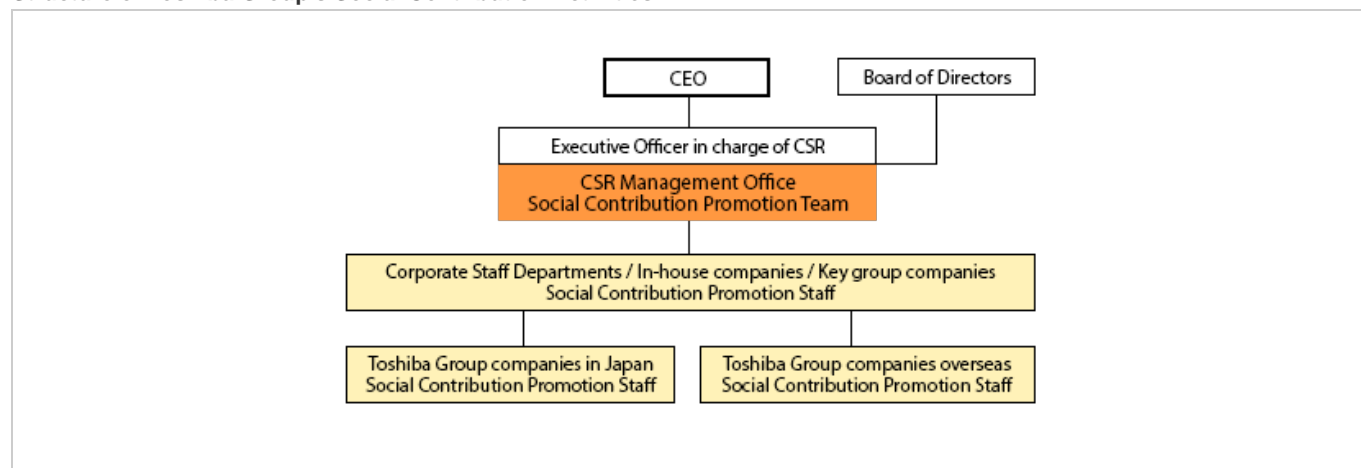 CEO
Board of Directors
Executive Officer in charge of CSR
CSR Management Office
Social Contribution Promotion Team
Corporate Staff Departments / In-house companies / Key group companies
Social Contribution Promotion Staff
Toshiba Group companies in Japan
Social Contribution Promotion Staff
Toshiba Group companies overseas
Social Contribution Promotion Staff